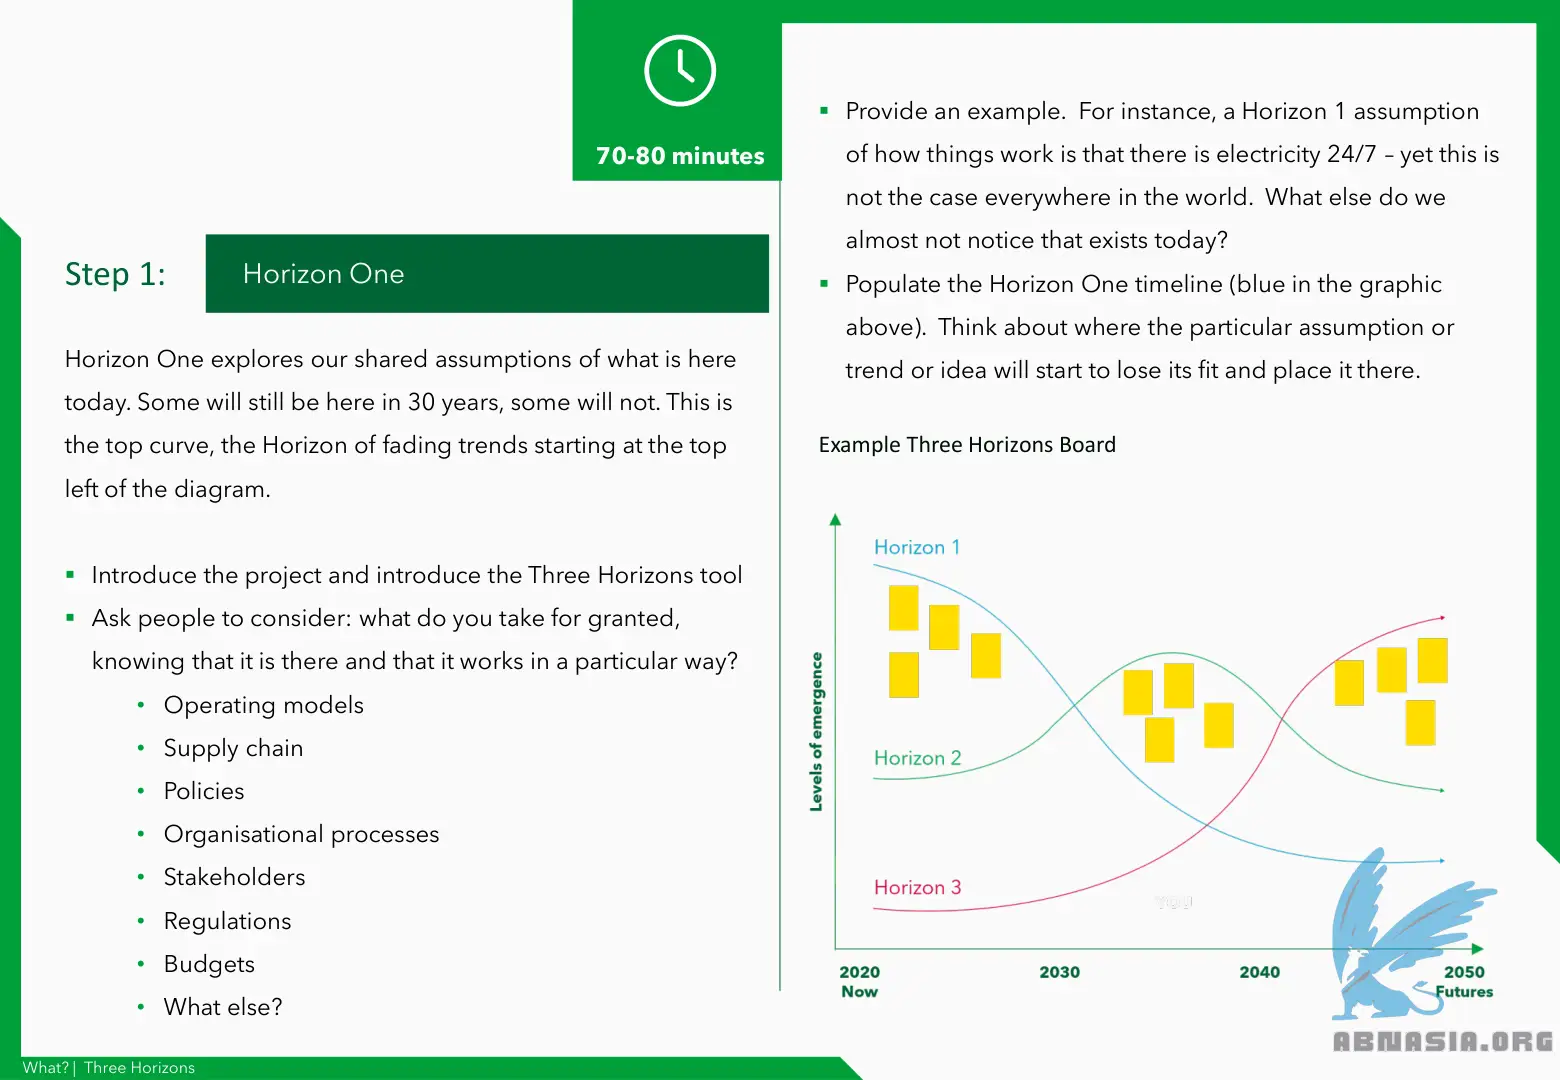 70-80 minutes
Step 1:
Horizon One
Horizon One explores our shared assumptions of what is here
today. Some will still be here in 30 years, some will not. This is
the top curve, the Horizon of fading trends starting at the top
left of the diagram.
Introduce the project and introduce the Three Horizons tool
Ask people to consider: what do you take for granted,
knowing that it is there and that it works in a particular way?
Operating models
Supply chain
Policies
Organisational processes
Stakeholders
Regulations
Budgets
What else?
Provide an example.  For instance, a Horizon 1 assumption
of how things work is that there is electricity 24/7 – yet this is
not the case everywhere in the world.  What else do we
almost not notice that exists today?
Populate the Horizon One timeline (blue in the graphic
above).  Think about where the particular assumption or
trend or idea will start to lose its fit and place it there.
Example Three Horizons Board
Levels of emergence
Horizon 1
Horizon 2
Horizon 3
YOU
2020
Now
2030
2040
2050
Futures
ABNASIA.ORG
What? | Three Horizons